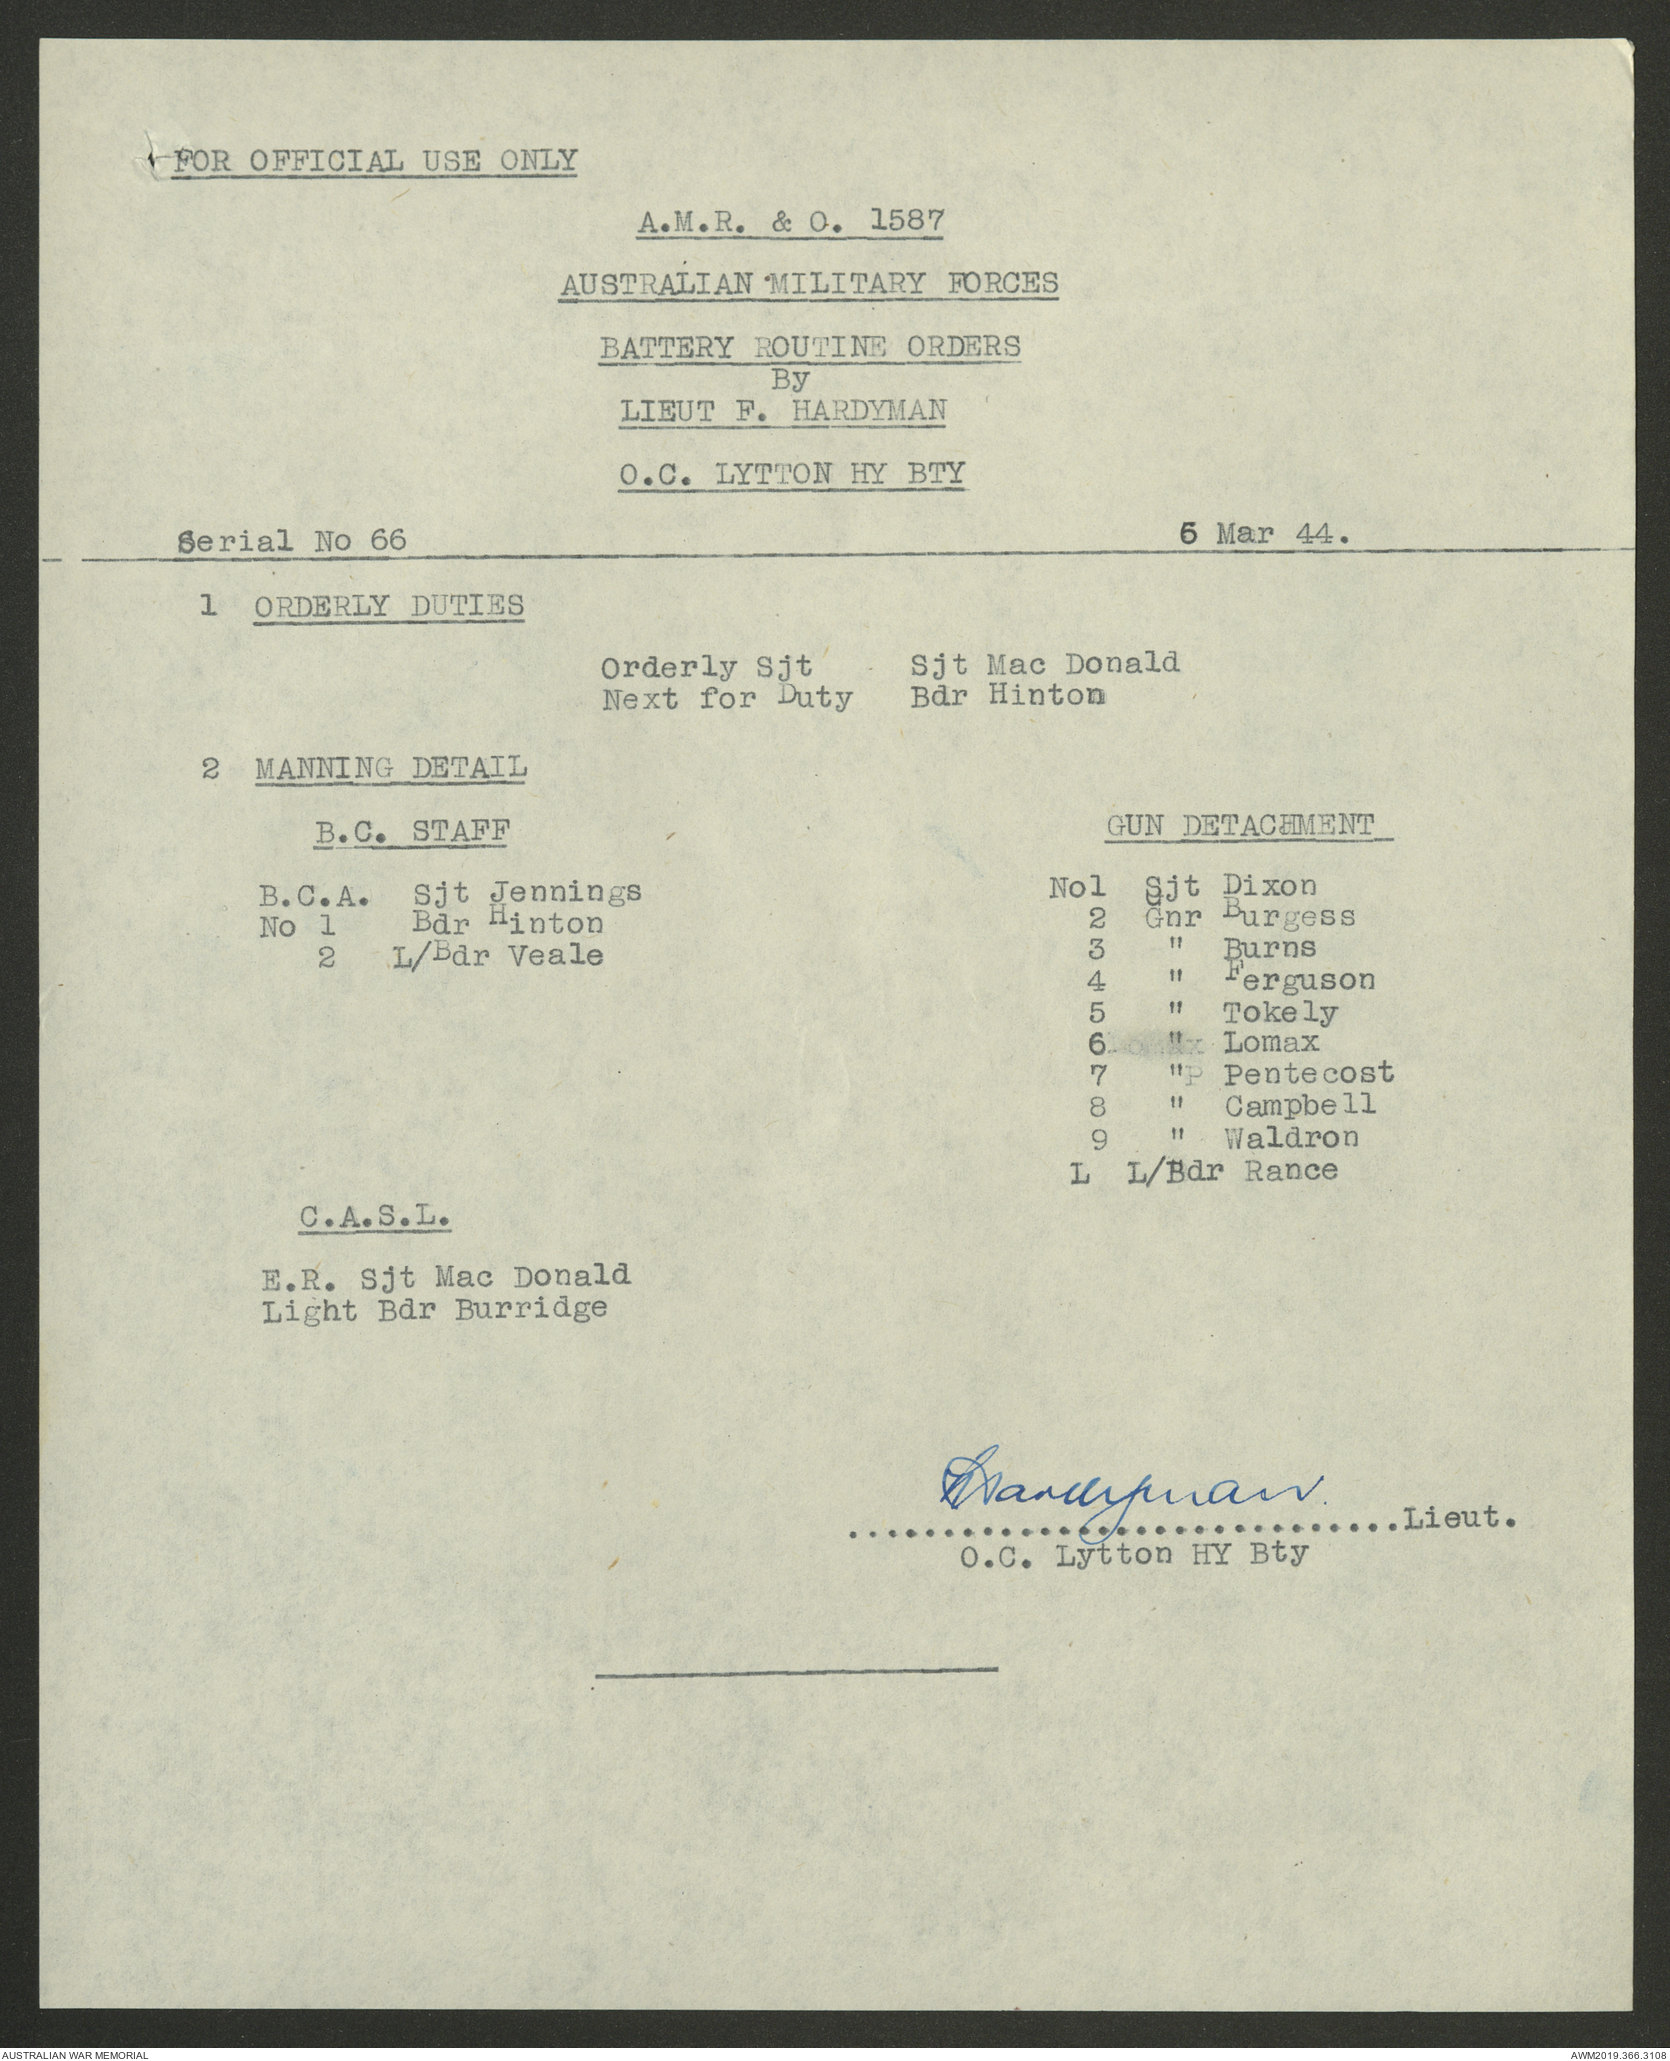 FOR OFFICIAL USE ONLY
A.M.R. & O. 1587
AUSTRALIAN MILITARY FORCES
BATTERY ROUTINE ORDERS
By
LIEUT F. HARDYMAN
O.C. LYTTON HY BTY
Serial No 66 6 Mar 44.
1 ORDERLY DUTIES
Orderly Sjt Sjt Mac Donald
Next for Duty Bdr Hinton
2 MANNING DETAIL
B.C. STAFF
B.C.A. Sjt Jennings
No 1 Bdr Hinton
2 L/Bdr Veale
GUN DETACHMENT
No1 Sjt Dixon
2 Gnr Burgess
3 " Burns
4 " Ferguson
5 " Tokely
6 " Lomax
7 " Pentecost
8 " Campbell
9 " Waldron
L L/Bdr Rance
C.A.S.L.
E.R. Sjt Mac Donald
Light Bdr Burridge
Hardyman
..............................Lieut.
O.C. Lytton HY Bty
AUSTRALIAN WAR MEMORIAL
AWM2019.366.3108